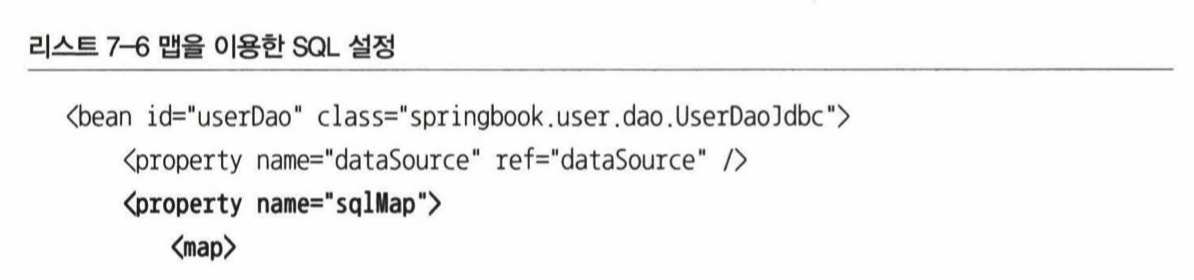 리스트 7-6 맵을 이용한 SQL 설정
<bean id="userDao" class="springbook.user.dao.UserDaoJdbc">
<property name="dataSource" ref="dataSource" />
<property name="sqlMap">
<map>